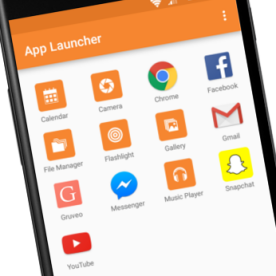 App Launcher
Calendar
Camera
Chrome
Facebook
File Manager
Flashlight
Gallery
Gmail
G
Gruveo
Messenger
Music Player
Snapchat
YouTube